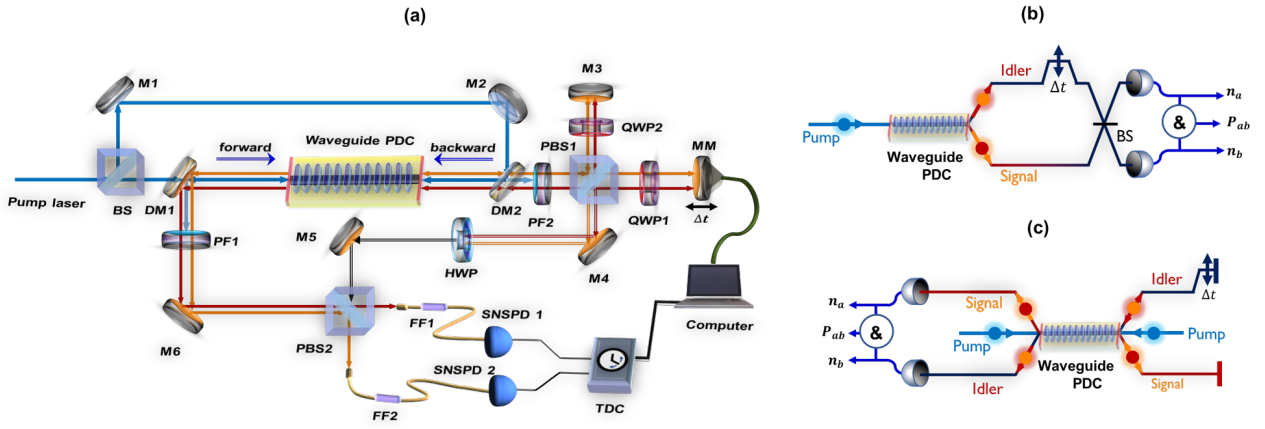 (a)
M1
M2
M3
QWP2
PBS1
MM
Waveguide PDC
forward
backward
Pump laser
BS
DM1
DM2
PF2
QWP1
Δt
PF1
M5
HWP
M4
M6
PBS2
FF1
SNSPD 1
SNSPD 2
FF2
TDC
Computer
(b)
Idler
Δt
Pump
Waveguide
PDC
Signal
BS
n_a
&
P_ab
n_b
(c)
n_a
P_ab
n_b
&
Signal
Idler
Pump
Waveguide
PDC
Idler
Δt
Pump
Signal